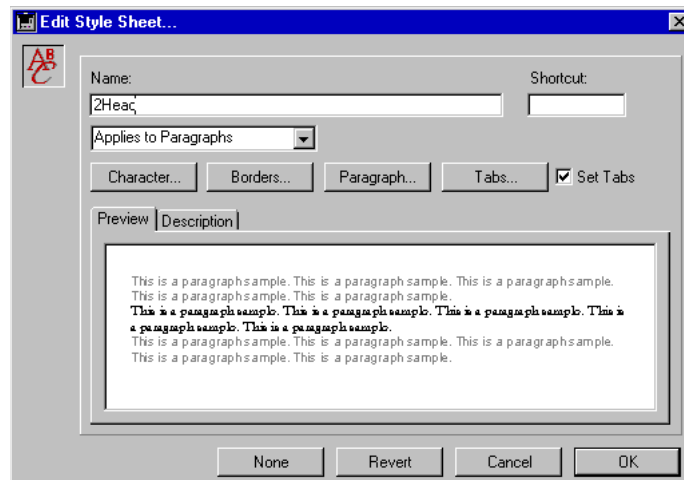 Edit Style Sheet...
ABC
Name:
Shortcut:
2Head
Applies to Paragraphs
Character...
Borders...
Paragraph...
Tabs...
Set Tabs
Preview
Description
This is a paragraph sample. This is a paragraph sample. This is a paragraph sample.
This is a paragraph sample. This is a paragraph sample.
This is a paragraph sample. This is a paragraph sample. This is a paragraph sample. This is
a paragraph sample. This is a paragraph sample.
This is a paragraph sample. This is a paragraph sample. This is a paragraph sample.
This is a paragraph sample. This is a paragraph sample.
None
Revert
Cancel
OK